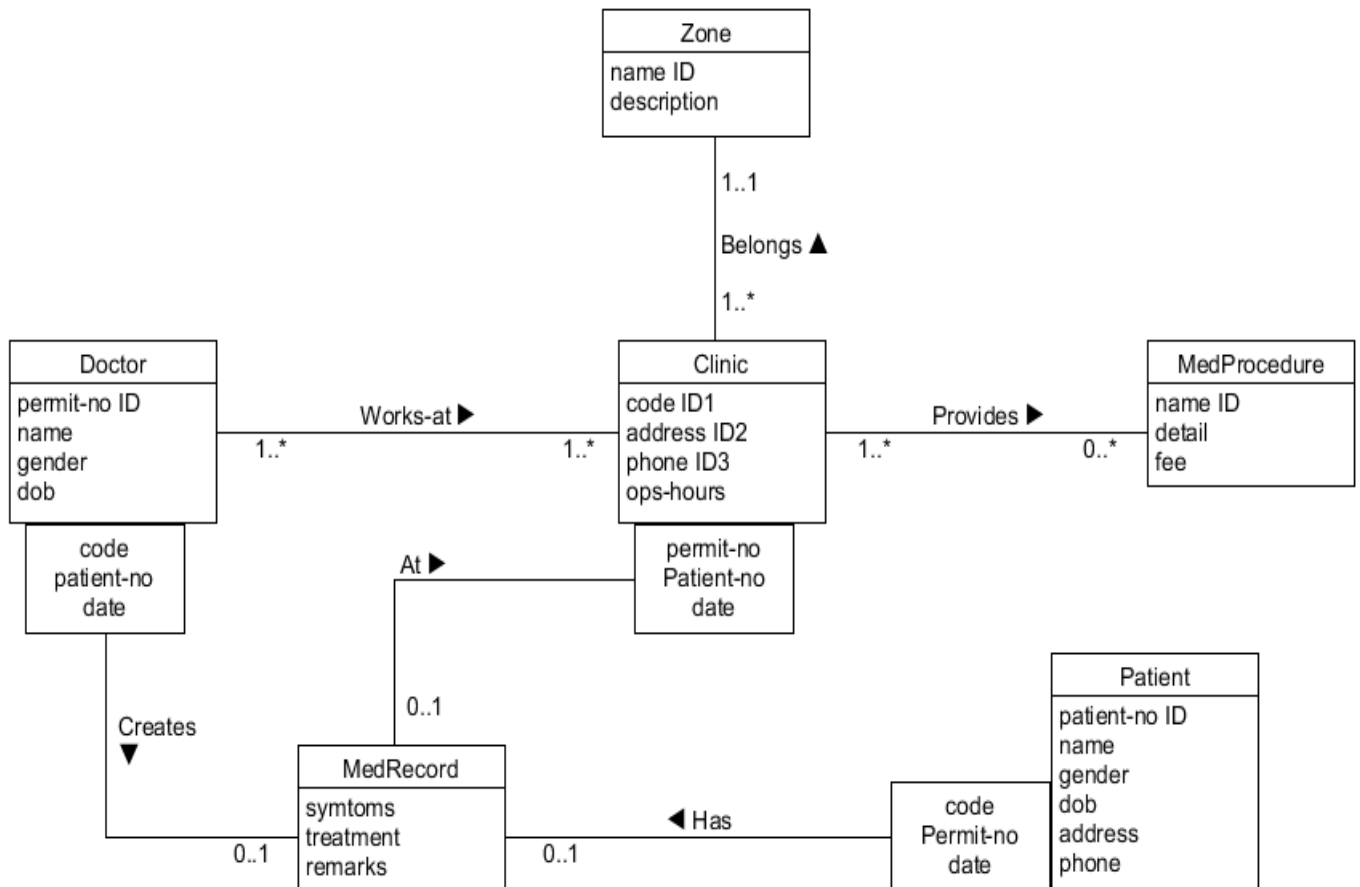 Zone
name ID
description
1..1
Belongs ▲
1..*
Doctor
permit-no ID
name
gender
dob
Works-at ▶
1..*
1..*
Clinic
code ID1
address ID2
phone ID3
ops-hours
Provides ▶
1..*
0..*
MedProcedure
name ID
detail
fee
code
patient-no
date
At ▶
permit-no
Patient-no
date
0..1
Creates
▼
0..1
MedRecord
symtoms
treatment
remarks
◀ Has
0..1
code
Permit-no
date
Patient
patient-no ID
name
gender
dob
address
phone